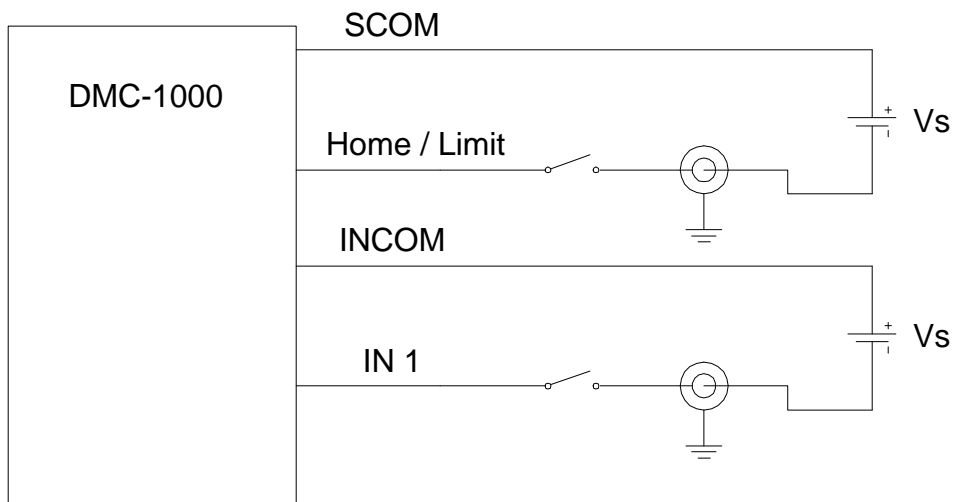 SCOM
DMC-1000
+
Vs
Home / Limit
INCOM
+
Vs
IN 1